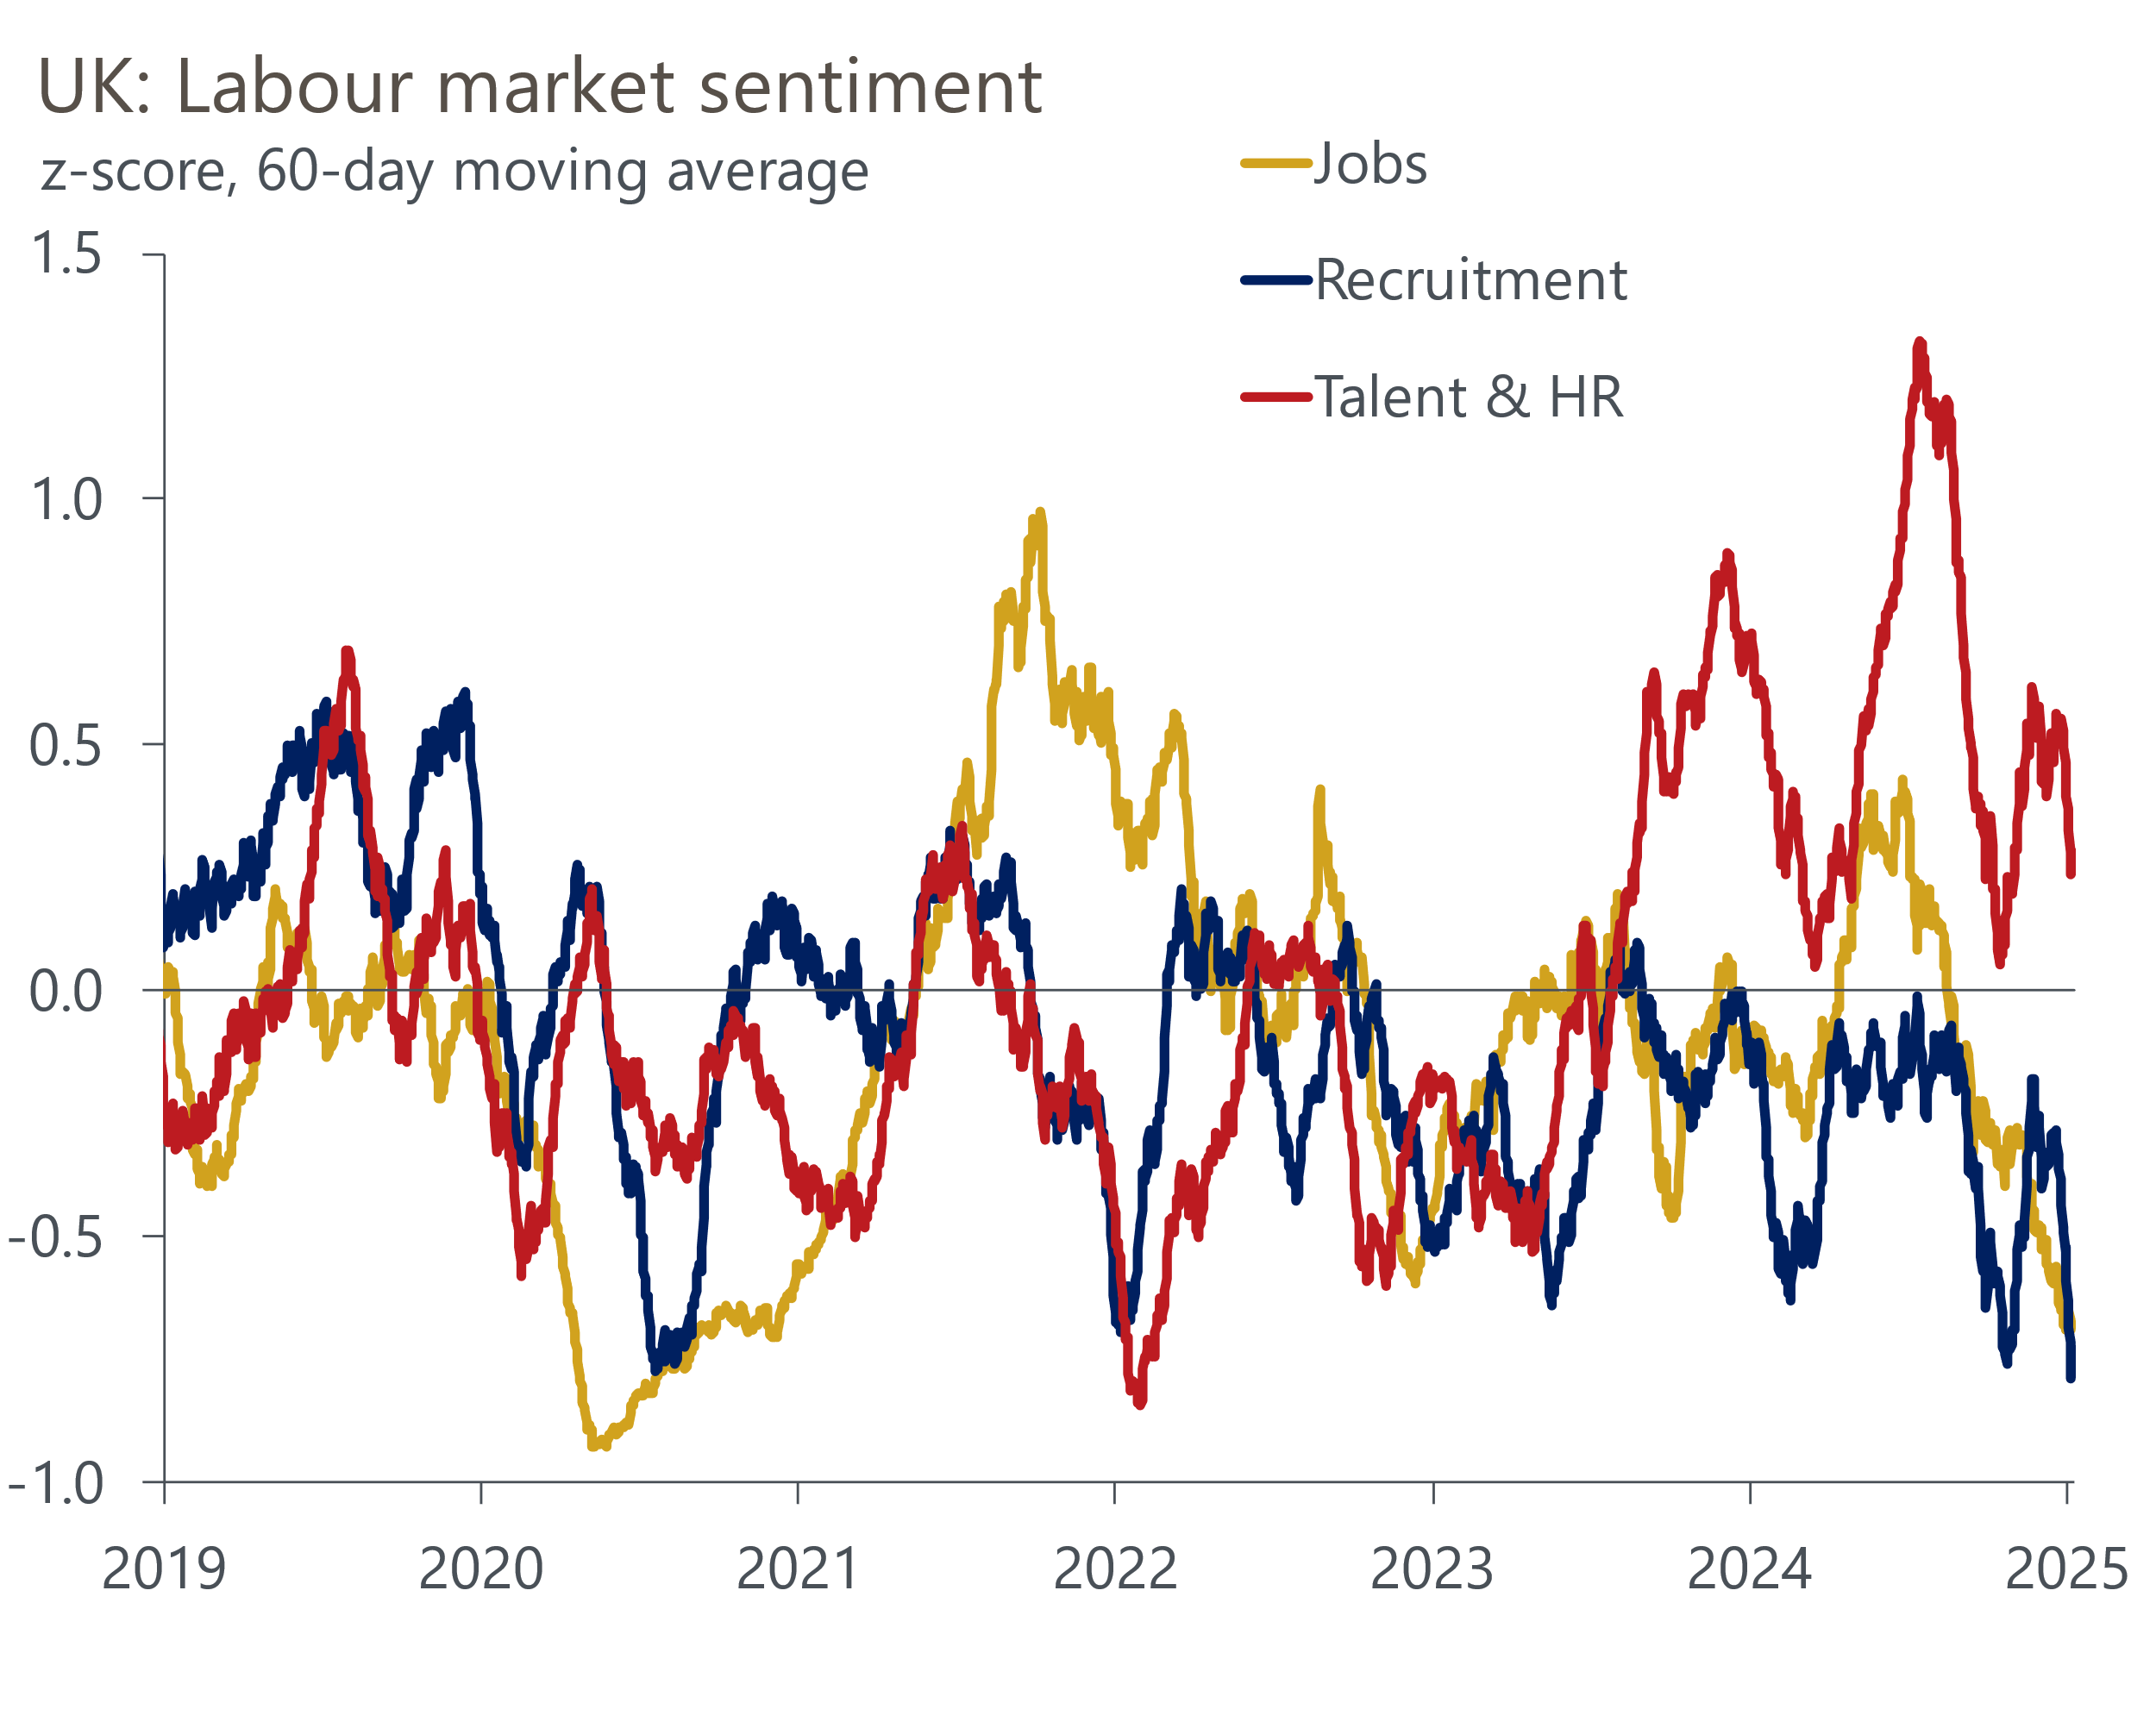 UK: Labour market sentiment
z-score, 60-day moving average
Jobs
Recruitment
Talent & HR
1.5
1.0
0.5
0.0
-0.5
-1.0
2019 2020 2021 2022 2023 2024 2025